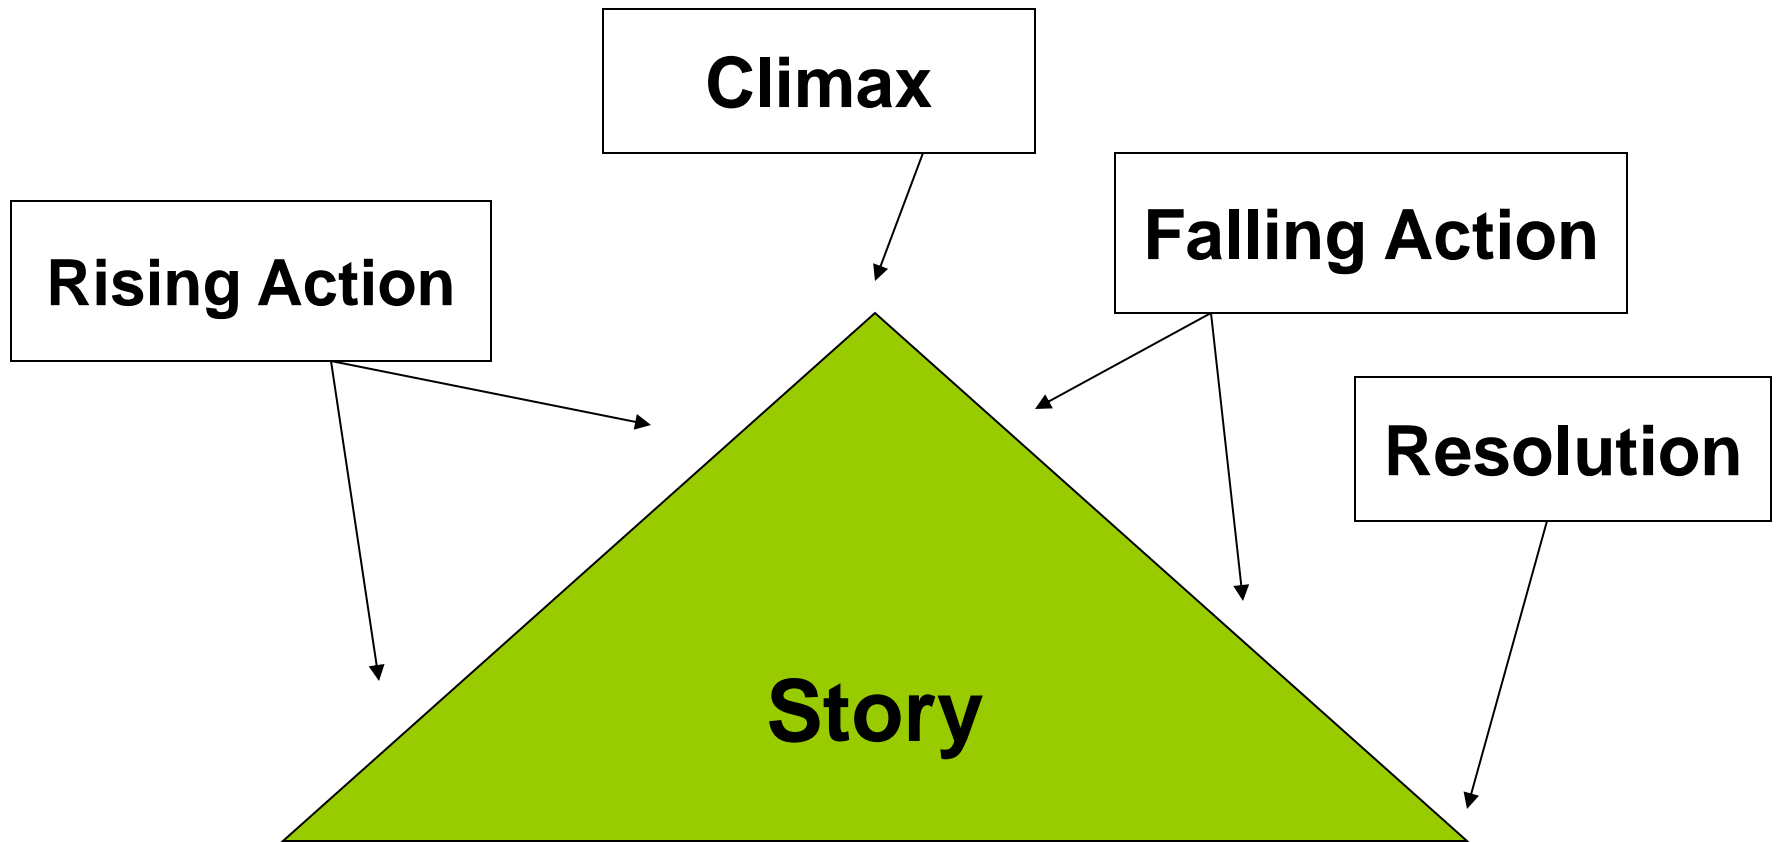 Climax
Rising Action
Falling Action
Resolution
Story